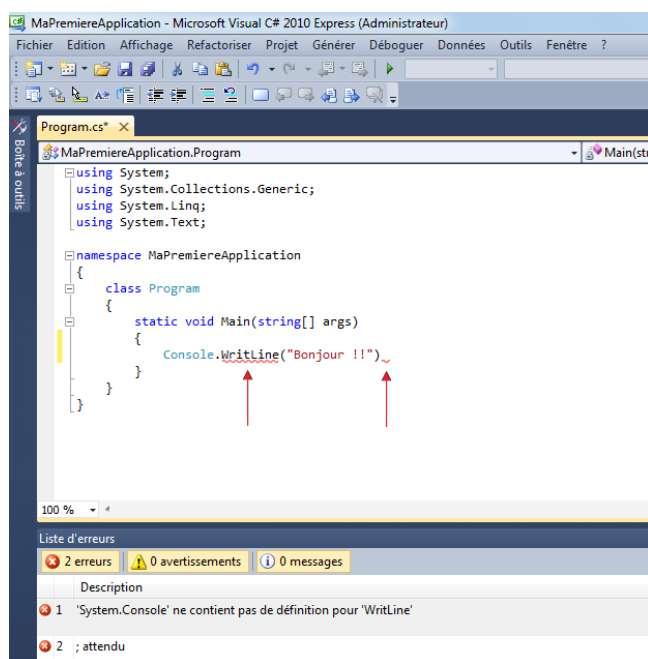 MaPremiereApplication - Microsoft Visual C# 2010 Express (Administrateur)
Fichier Edition Affichage Refactoriser Projet Générer Déboguer Données Outils Fenêtre ?
Program.cs*
Boîte à outils
MaPremiereApplication.Program
Main(str
using System;
using System.Collections.Generic;
using System.Linq;
using System.Text;
namespace MaPremiereApplication
{
class Program
{
static void Main(string[] args)
{
Console.WritLine("Bonjour !!")
}
}
}
100 %
Liste d'erreurs
2 erreurs 0 avertissements 0 messages
Description
1 'System.Console' ne contient pas de définition pour 'WritLine'
2 ; attendu